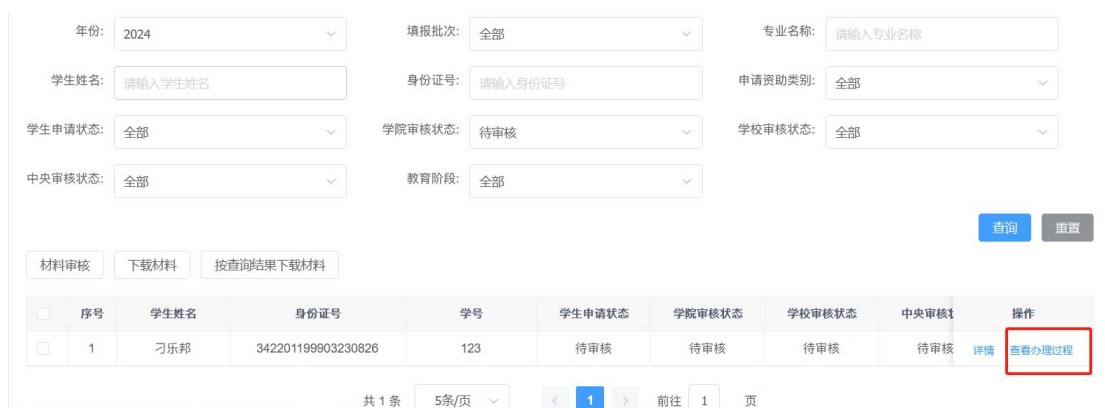 年份: 2024 填报批次: 全部 专业名称: 请输入专业名称
学生姓名: 请输入学生姓名 身份证号: 请输入身份证号 申请资助类别: 全部
学生申请状态: 全部 学院审核状态: 待审核 学校审核状态: 全部
中央审核状态: 全部 教育阶段: 全部
查询 重置
材料审核 下载材料 按查询结果下载材料
序号 学生姓名 身份证号 学号 学生申请状态 学院审核状态 学校审核状态 中央审核 操作
1 刁乐邦 342201199903230826 123 待审核 待审核 待审核 待审核 详情 查看办理过程
共 1 条 5条/页 1 前往 1 页